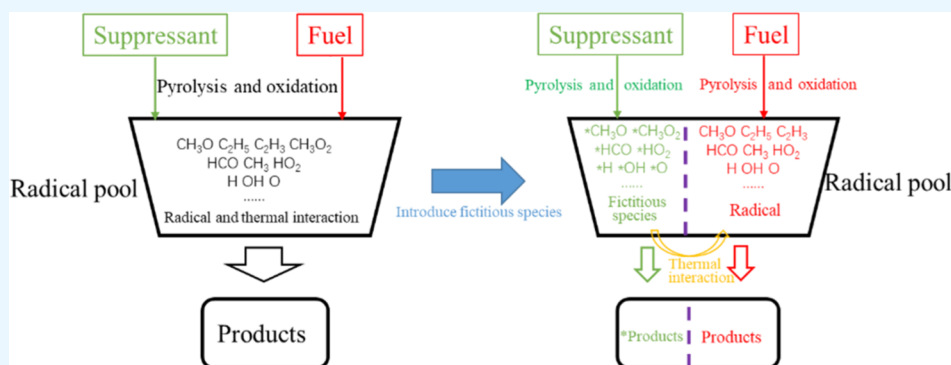 Suppressant
Fuel
Pyrolysis and oxidation
CH₃O C₂H₅ C₂H₃ CH₃O₂
HCO CH₃ HO₂
H OH O
......
Radical and thermal interaction
Radical pool
Products
Introduce fictitious species
Suppressant
Fuel
Pyrolysis and oxidation
Pyrolysis and oxidation
*CH₃O *CH₃O₂
*HCO *HO₂
*H *OH *O
......
Fictitious
species
CH₃O C₂H₅ C₂H₃
HCO CH₃ HO₂
H OH O
......
Radical
Radical pool
Thermal
interaction
*Products
Products